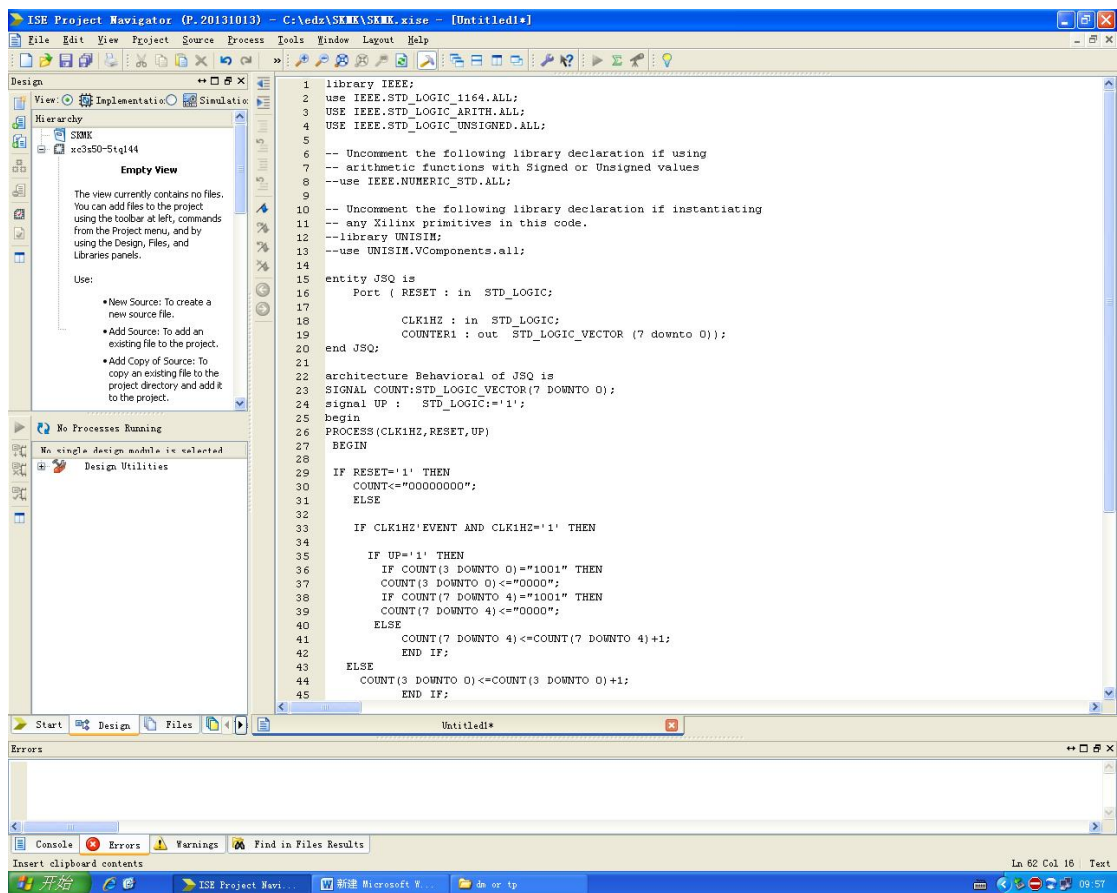 ISE Project Navigator (P.20131013) - C:\edz\SKMK\SKMK.xise - [Untitled1*]
File Edit View Project Source Process Tools Window Layout Help
Design
View: Implementatio: Simulatio:
Hierarchy
SKMK
xc3s50-5tq144
Empty View
The view currently contains no files.
You can add files to the project
using the toolbar at left, commands
from the Project menu, and by
using the Design, Files, and
Libraries panels.
Use:
• New Source: To create a
new source file.
• Add Source: To add an
existing file to the project.
• Add Copy of Source: To
copy an existing file to the
project directory and add it
to the project.
No Processes Running
No single design module is selected
Design Utilities
Start Design Files
1 library IEEE;
2 use IEEE.STD_LOGIC_1164.ALL;
3 USE IEEE.STD_LOGIC_ARITH.ALL;
4 USE IEEE.STD_LOGIC_UNSIGNED.ALL;
5
6 -- Uncomment the following library declaration if using
7 -- arithmetic functions with Signed or Unsigned values
8 --use IEEE.NUMERIC_STD.ALL;
9
10 -- Uncomment the following library declaration if instantiating
11 -- any Xilinx primitives in this code.
12 --library UNISIM;
13 --use UNISIM.VComponents.all;
14
15 entity JSQ is
16 Port ( RESET : in STD_LOGIC;
17
18 CLK1HZ : in STD_LOGIC;
19 COUNTER1 : out STD_LOGIC_VECTOR (7 downto 0));
20 end JSQ;
21
22 architecture Behavioral of JSQ is
23 SIGNAL COUNT:STD_LOGIC_VECTOR(7 DOWNTO 0);
24 signal UP : STD_LOGIC:='1';
25 begin
26 PROCESS(CLK1HZ,RESET,UP)
27 BEGIN
28
29 IF RESET='1' THEN
30 COUNT<="00000000";
31 ELSE
32
33 IF CLK1HZ'EVENT AND CLK1HZ='1' THEN
34
35 IF UP='1' THEN
36 IF COUNT(3 DOWNTO 0)="1001" THEN
37 COUNT(3 DOWNTO 0)<="0000";
38 IF COUNT(7 DOWNTO 4)="1001" THEN
39 COUNT(7 DOWNTO 4)<="0000";
40 ELSE
41 COUNT(7 DOWNTO 4)<=COUNT(7 DOWNTO 4)+1;
42 END IF;
43 ELSE
44 COUNT(3 DOWNTO 0)<=COUNT(3 DOWNTO 0)+1;
45 END IF;
Untitled1*
Errors
Console Errors Warnings Find in Files Results
Insert clipboard contents
Ln 62 Col 16 Text
开始 ISE Project Navi... 新建 Microsoft W... dm or tp 09:57